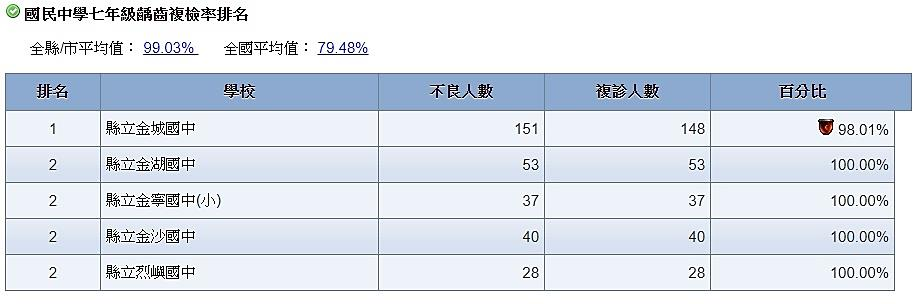 國民中學七年級齲齒複檢率排名
全縣/市平均值： 99.03% 全國平均值： 79.48%
排名 學校 不良人數 複診人數 百分比
1 縣立金城國中 151 148 98.01%
2 縣立金湖國中 53 53 100.00%
2 縣立金寧國中(小) 37 37 100.00%
2 縣立金沙國中 40 40 100.00%
2 縣立烈嶼國中 28 28 100.00%